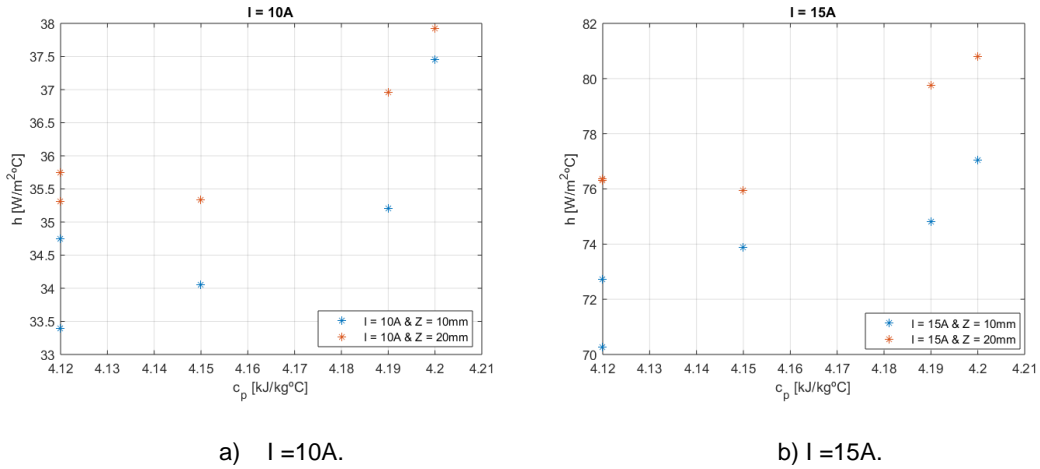 I = 10A
38
37.5
37
36.5
36
35.5
35
34.5
34
33.5
33
h [W/m²ºC]
4.12 4.13 4.14 4.15 4.16 4.17 4.18 4.19 4.2 4.21
c_p [kJ/kgºC]
I = 10A & Z = 10mm
I = 10A & Z = 20mm
a) I =10A.
I = 15A
82
80
78
76
74
72
70
h [W/m²ºC]
4.12 4.13 4.14 4.15 4.16 4.17 4.18 4.19 4.2 4.21
c_p [kJ/kgºC]
I = 15A & Z = 10mm
I = 15A & Z = 20mm
b) I =15A.